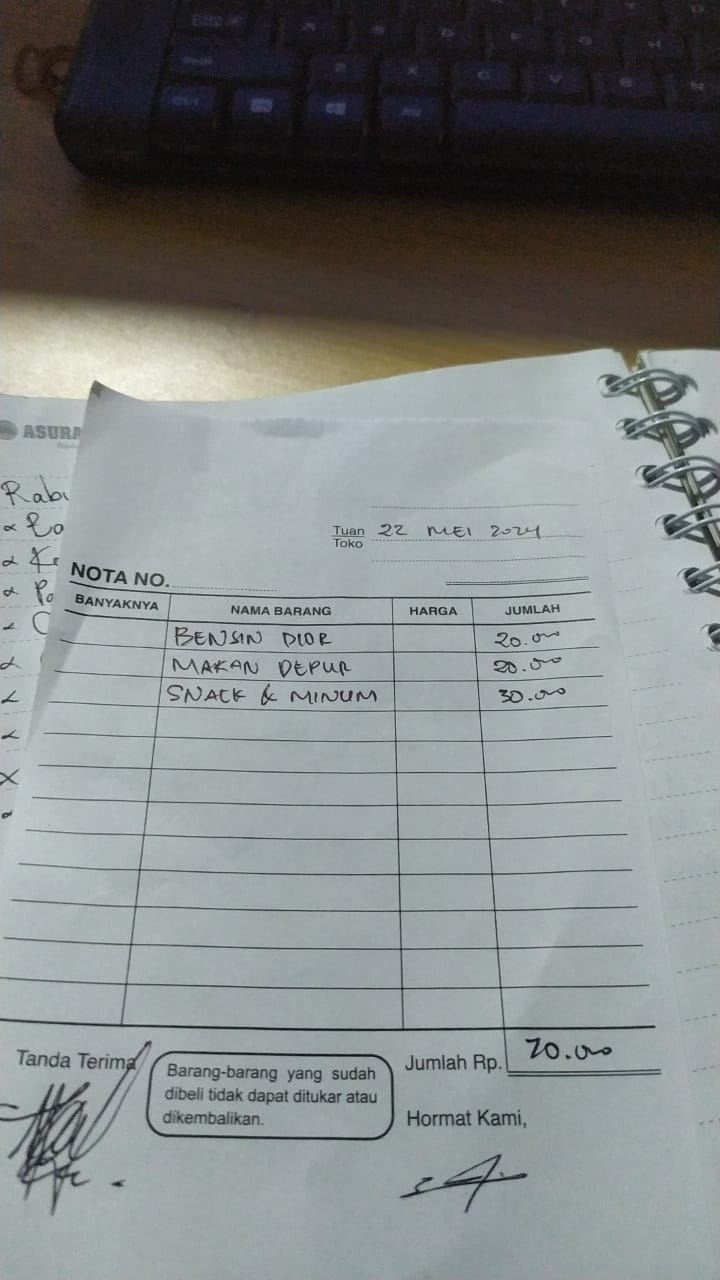 ASURA
Rabu
Tuan 22 MEI 2024
Toko
NOTA NO.
BANYAKNYA NAMA BARANG HARGA JUMLAH
BENSIN DIOR 20.000
MAKAN DEPUR 20.000
SNACK & MINUM 30.000
Tanda Terima
Barang-barang yang sudah
dibeli tidak dapat ditukar atau
dikembalikan.
Jumlah Rp. 70.000
Hormat Kami,